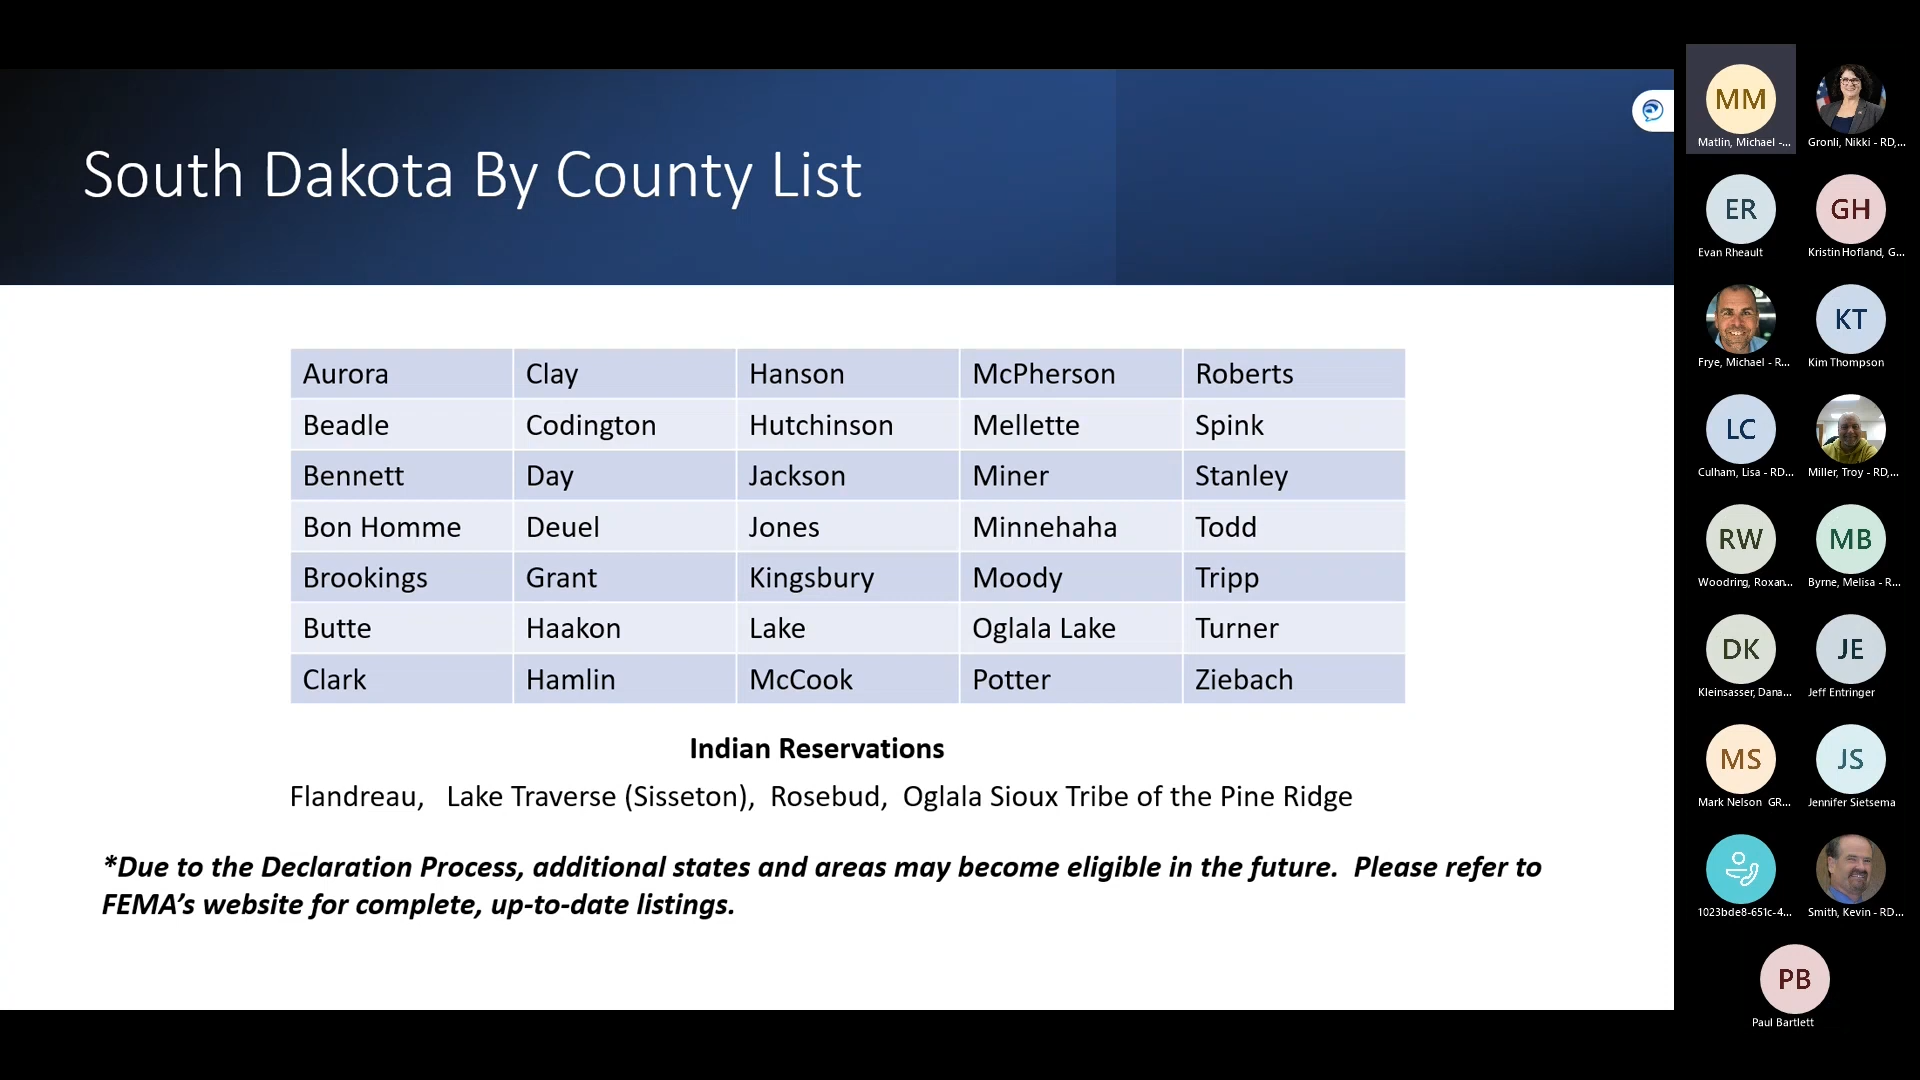 South Dakota By County List
Aurora Clay Hanson McPherson Roberts
Beadle Codington Hutchinson Mellette Spink
Bennett Day Jackson Miner Stanley
Bon Homme Deuel Jones Minnehaha Todd
Brookings Grant Kingsbury Moody Tripp
Butte Haakon Lake Oglala Lake Turner
Clark Hamlin McCook Potter Ziebach
Indian Reservations
Flandreau, Lake Traverse (Sisseton), Rosebud, Oglala Sioux Tribe of the Pine Ridge
*Due to the Declaration Process, additional states and areas may become eligible in the future. Please refer to
FEMA's website for complete, up-to-date listings.
MM
Matlin, Michael -...
Gronli, Nikki - RD,...
ER GH
Evan Rheault Kristin Hofland, G...
KT
Frye, Michael - R... Kim Thompson
LC
Culham, Lisa - RD... Miller, Troy - RD,...
RW MB
Woodring, Roxan... Byrne, Melisa - R...
DK JE
Kleinsasser, Dana... Jeff Entringer
MS JS
Mark Nelson GR... Jennifer Sietsema
1023bde8-651c-4... Smith, Kevin - RD...
PB
Paul Bartlett